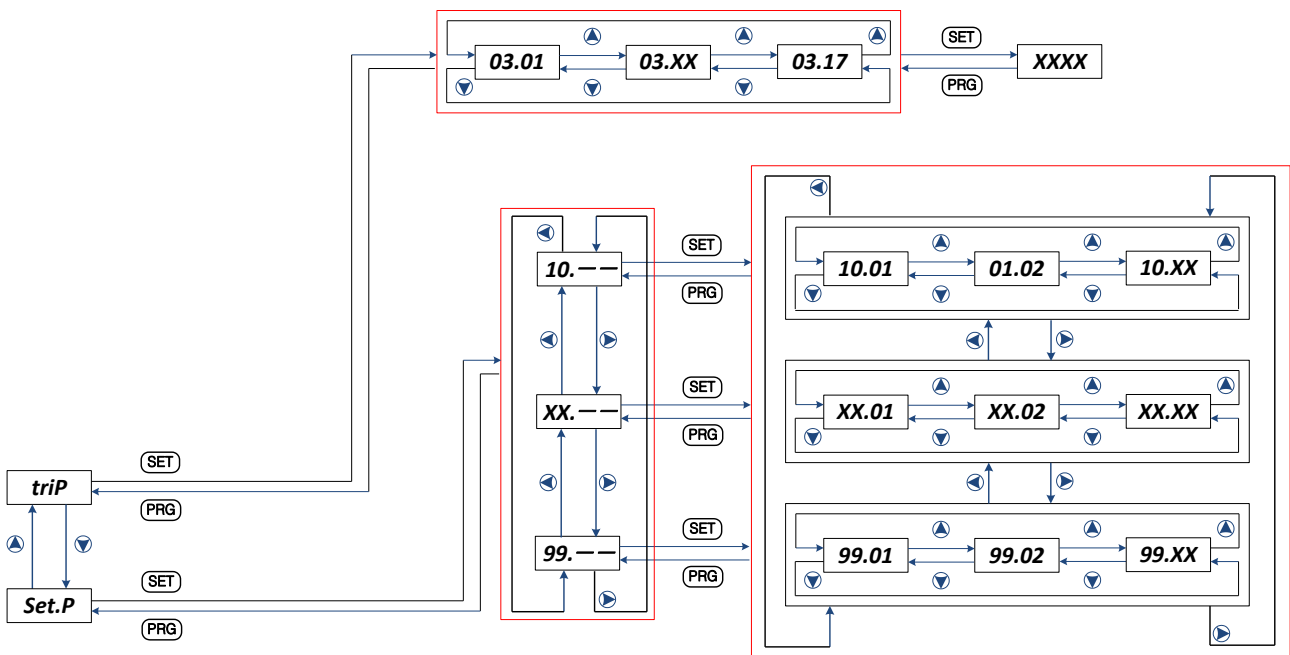 SET
03.01 03.XX 03.17 XXXX
PRG
SET
10.—— 
10.01 01.02 10.XX
PRG
SET
XX.——
XX.01 XX.02 XX.XX
PRG
SET
triP
PRG
SET
99.——
99.01 99.02 99.XX
PRG
SET
Set.P
PRG